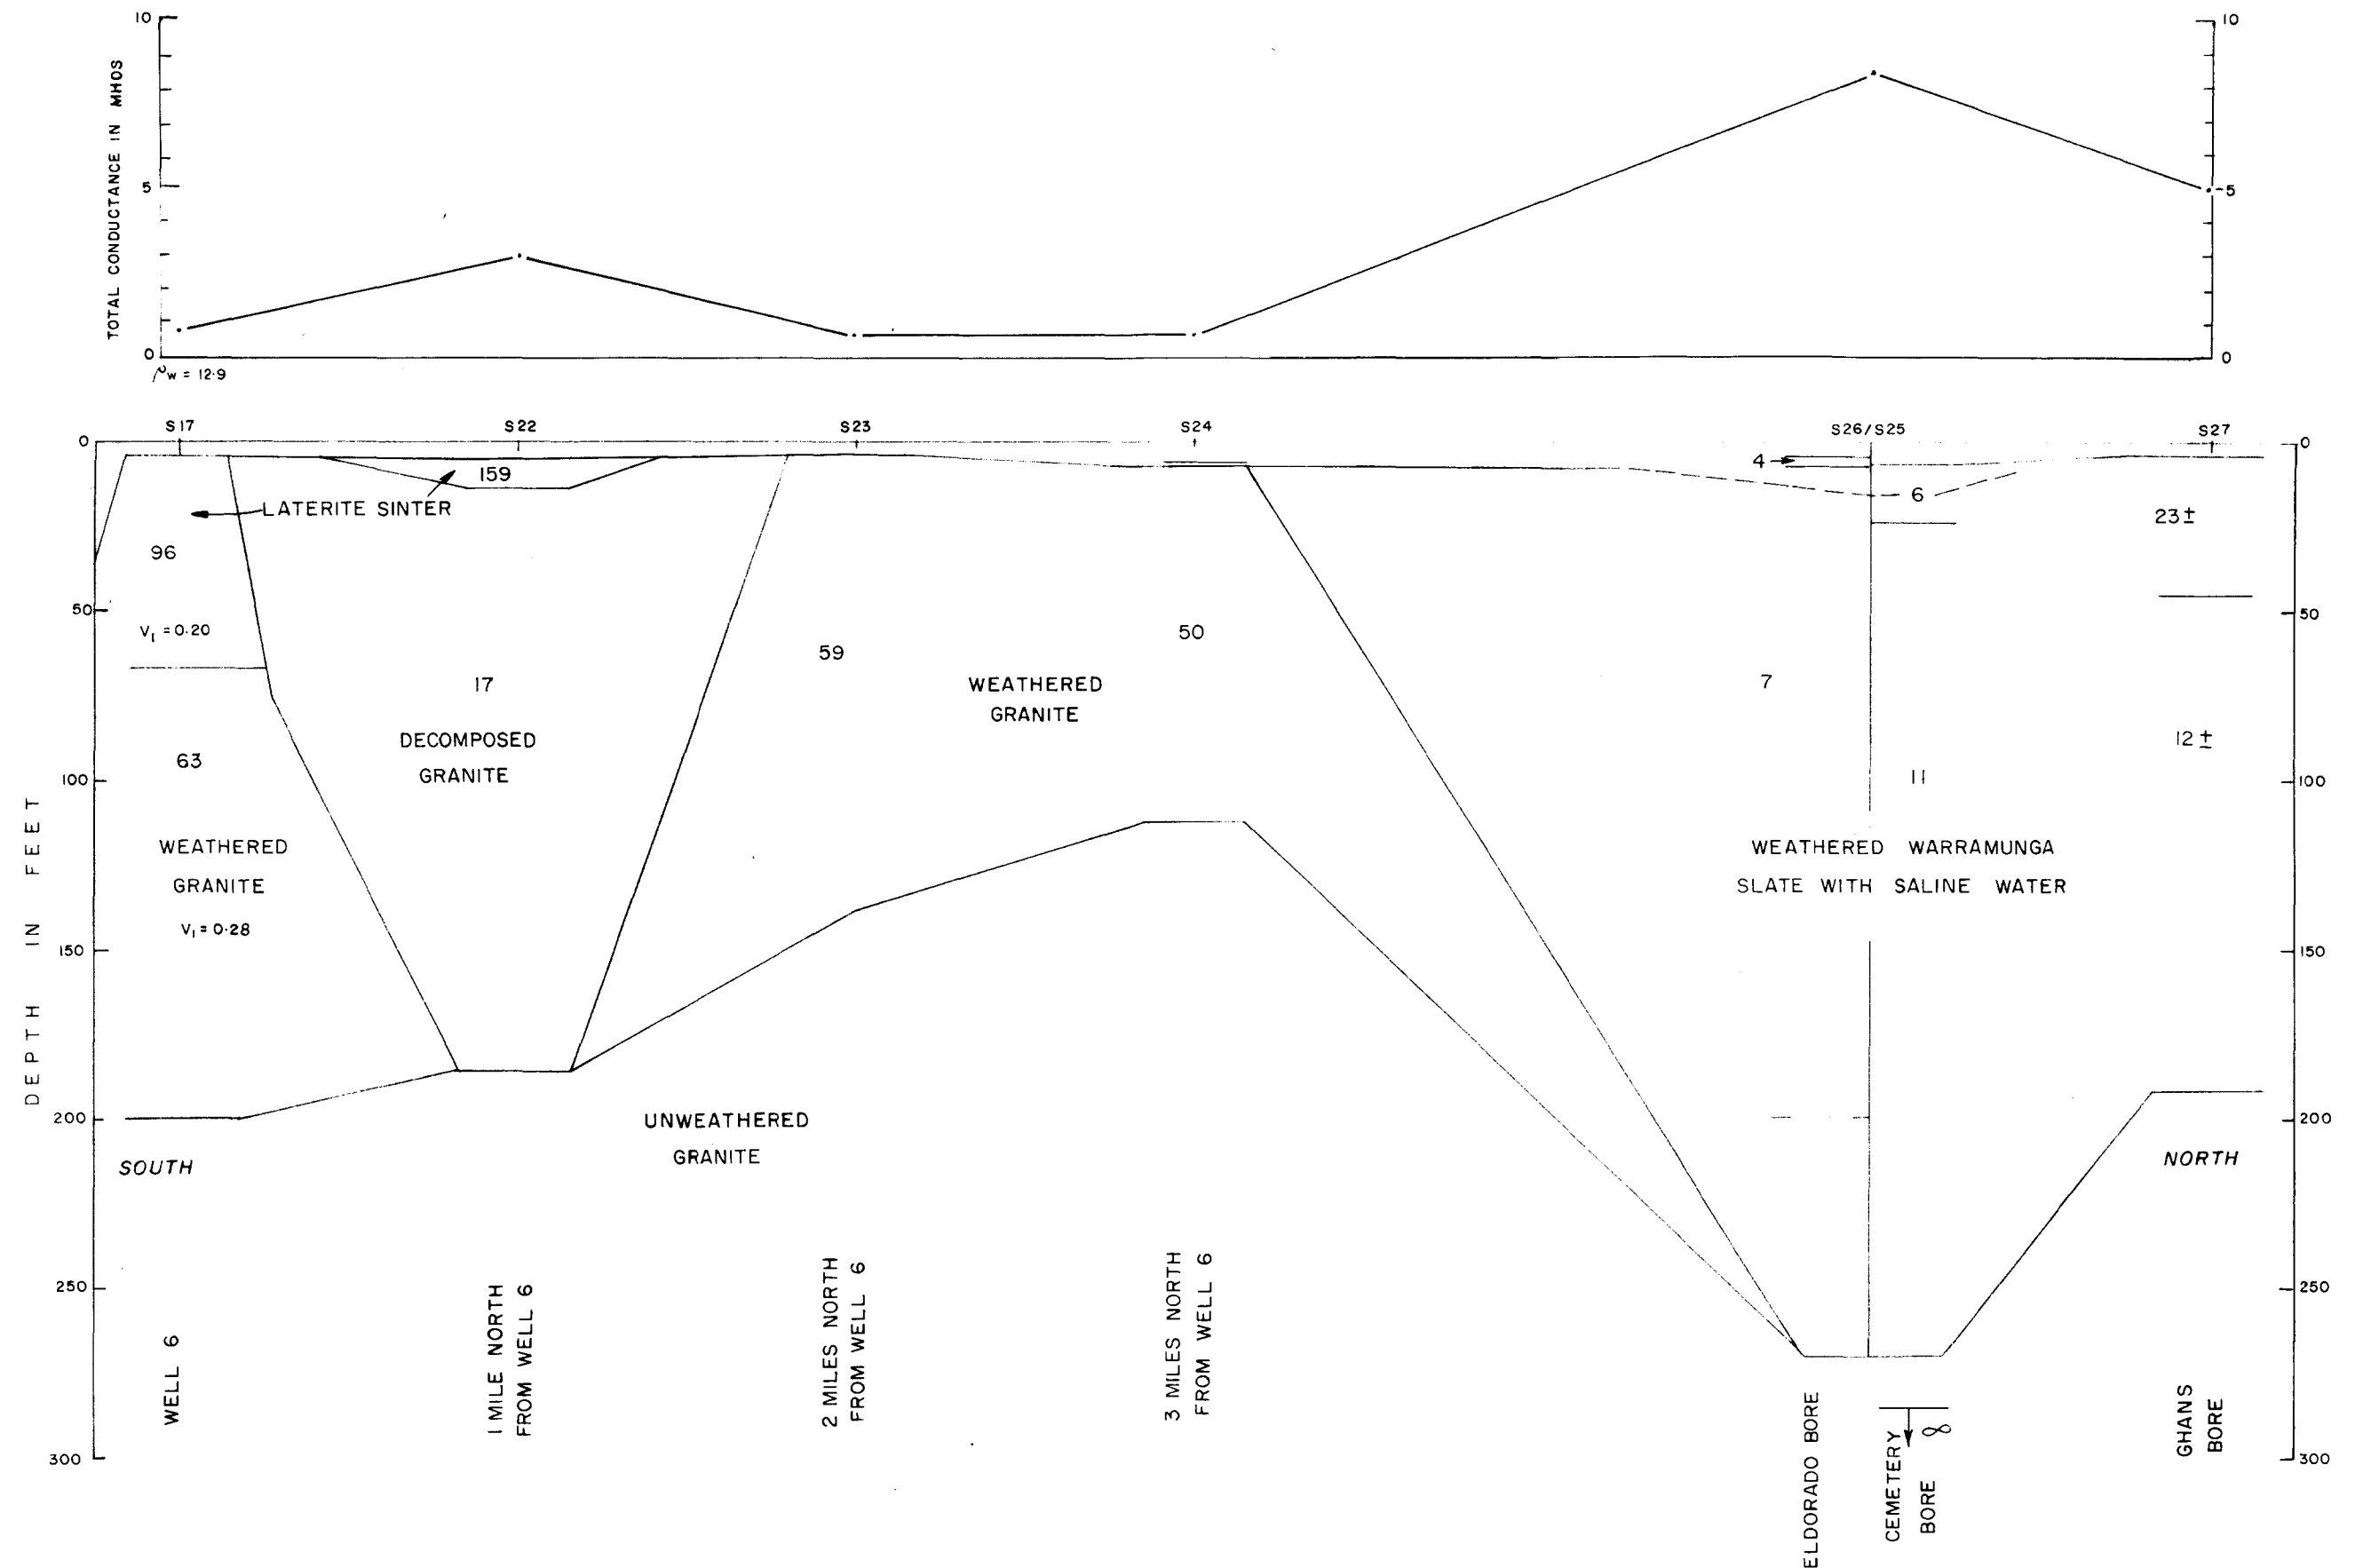 10
10
TOTAL CONDUCTANCE IN MHOS
5
5
0
0
ρw = 12·9
S17
S22
S23
S24
S26/S25
S27
0
0
4
159
6
LATERITE SINTER
23±
96
50
50
V₁ = 0·20
59
50
17
7
WEATHERED
GRANITE
12±
DECOMPOSED
GRANITE
63
11
100
100
WEATHERED
GRANITE
WEATHERED WARRAMUNGA
SLATE WITH SALINE WATER
V₁ = 0·28
150
150
DEPTH IN FEET
200
200
UNWEATHERED
GRANITE
SOUTH
NORTH
250
250
300
300
WELL 6
1 MILE NORTH
FROM WELL 6
2 MILES NORTH
FROM WELL 6
3 MILES NORTH
FROM WELL 6
ELDORADO BORE
CEMETERY
BORE
∞
GHANS
BORE